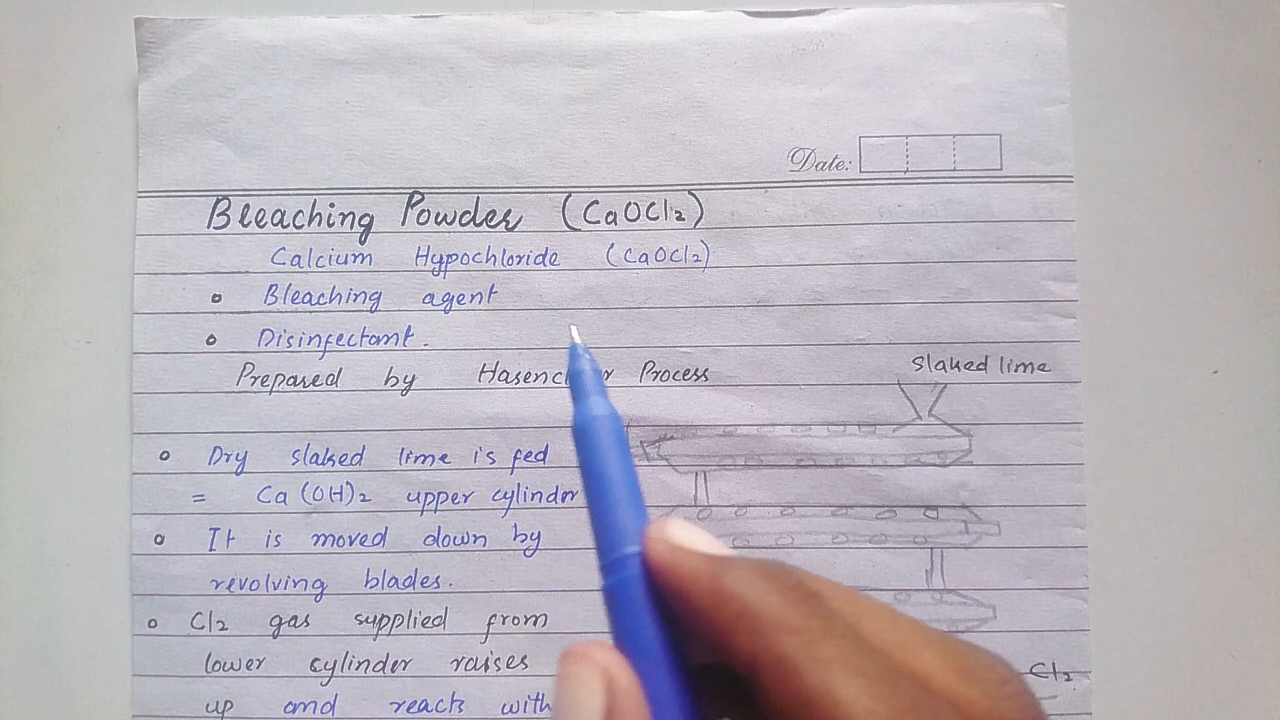 Date:
Bleaching Powder (CaOCl2)
Calcium Hypochloride (CaOCl2)
Bleaching agent
Disinfectant.
Prepared by Process
Slaked lime
Dry slaked lime is fed
= Ca(OH)2 upper cylinder
It is moved down by
revolving blades.
Cl2 gas supplied from
lower cylinder raises
Cl2
up and reacts with